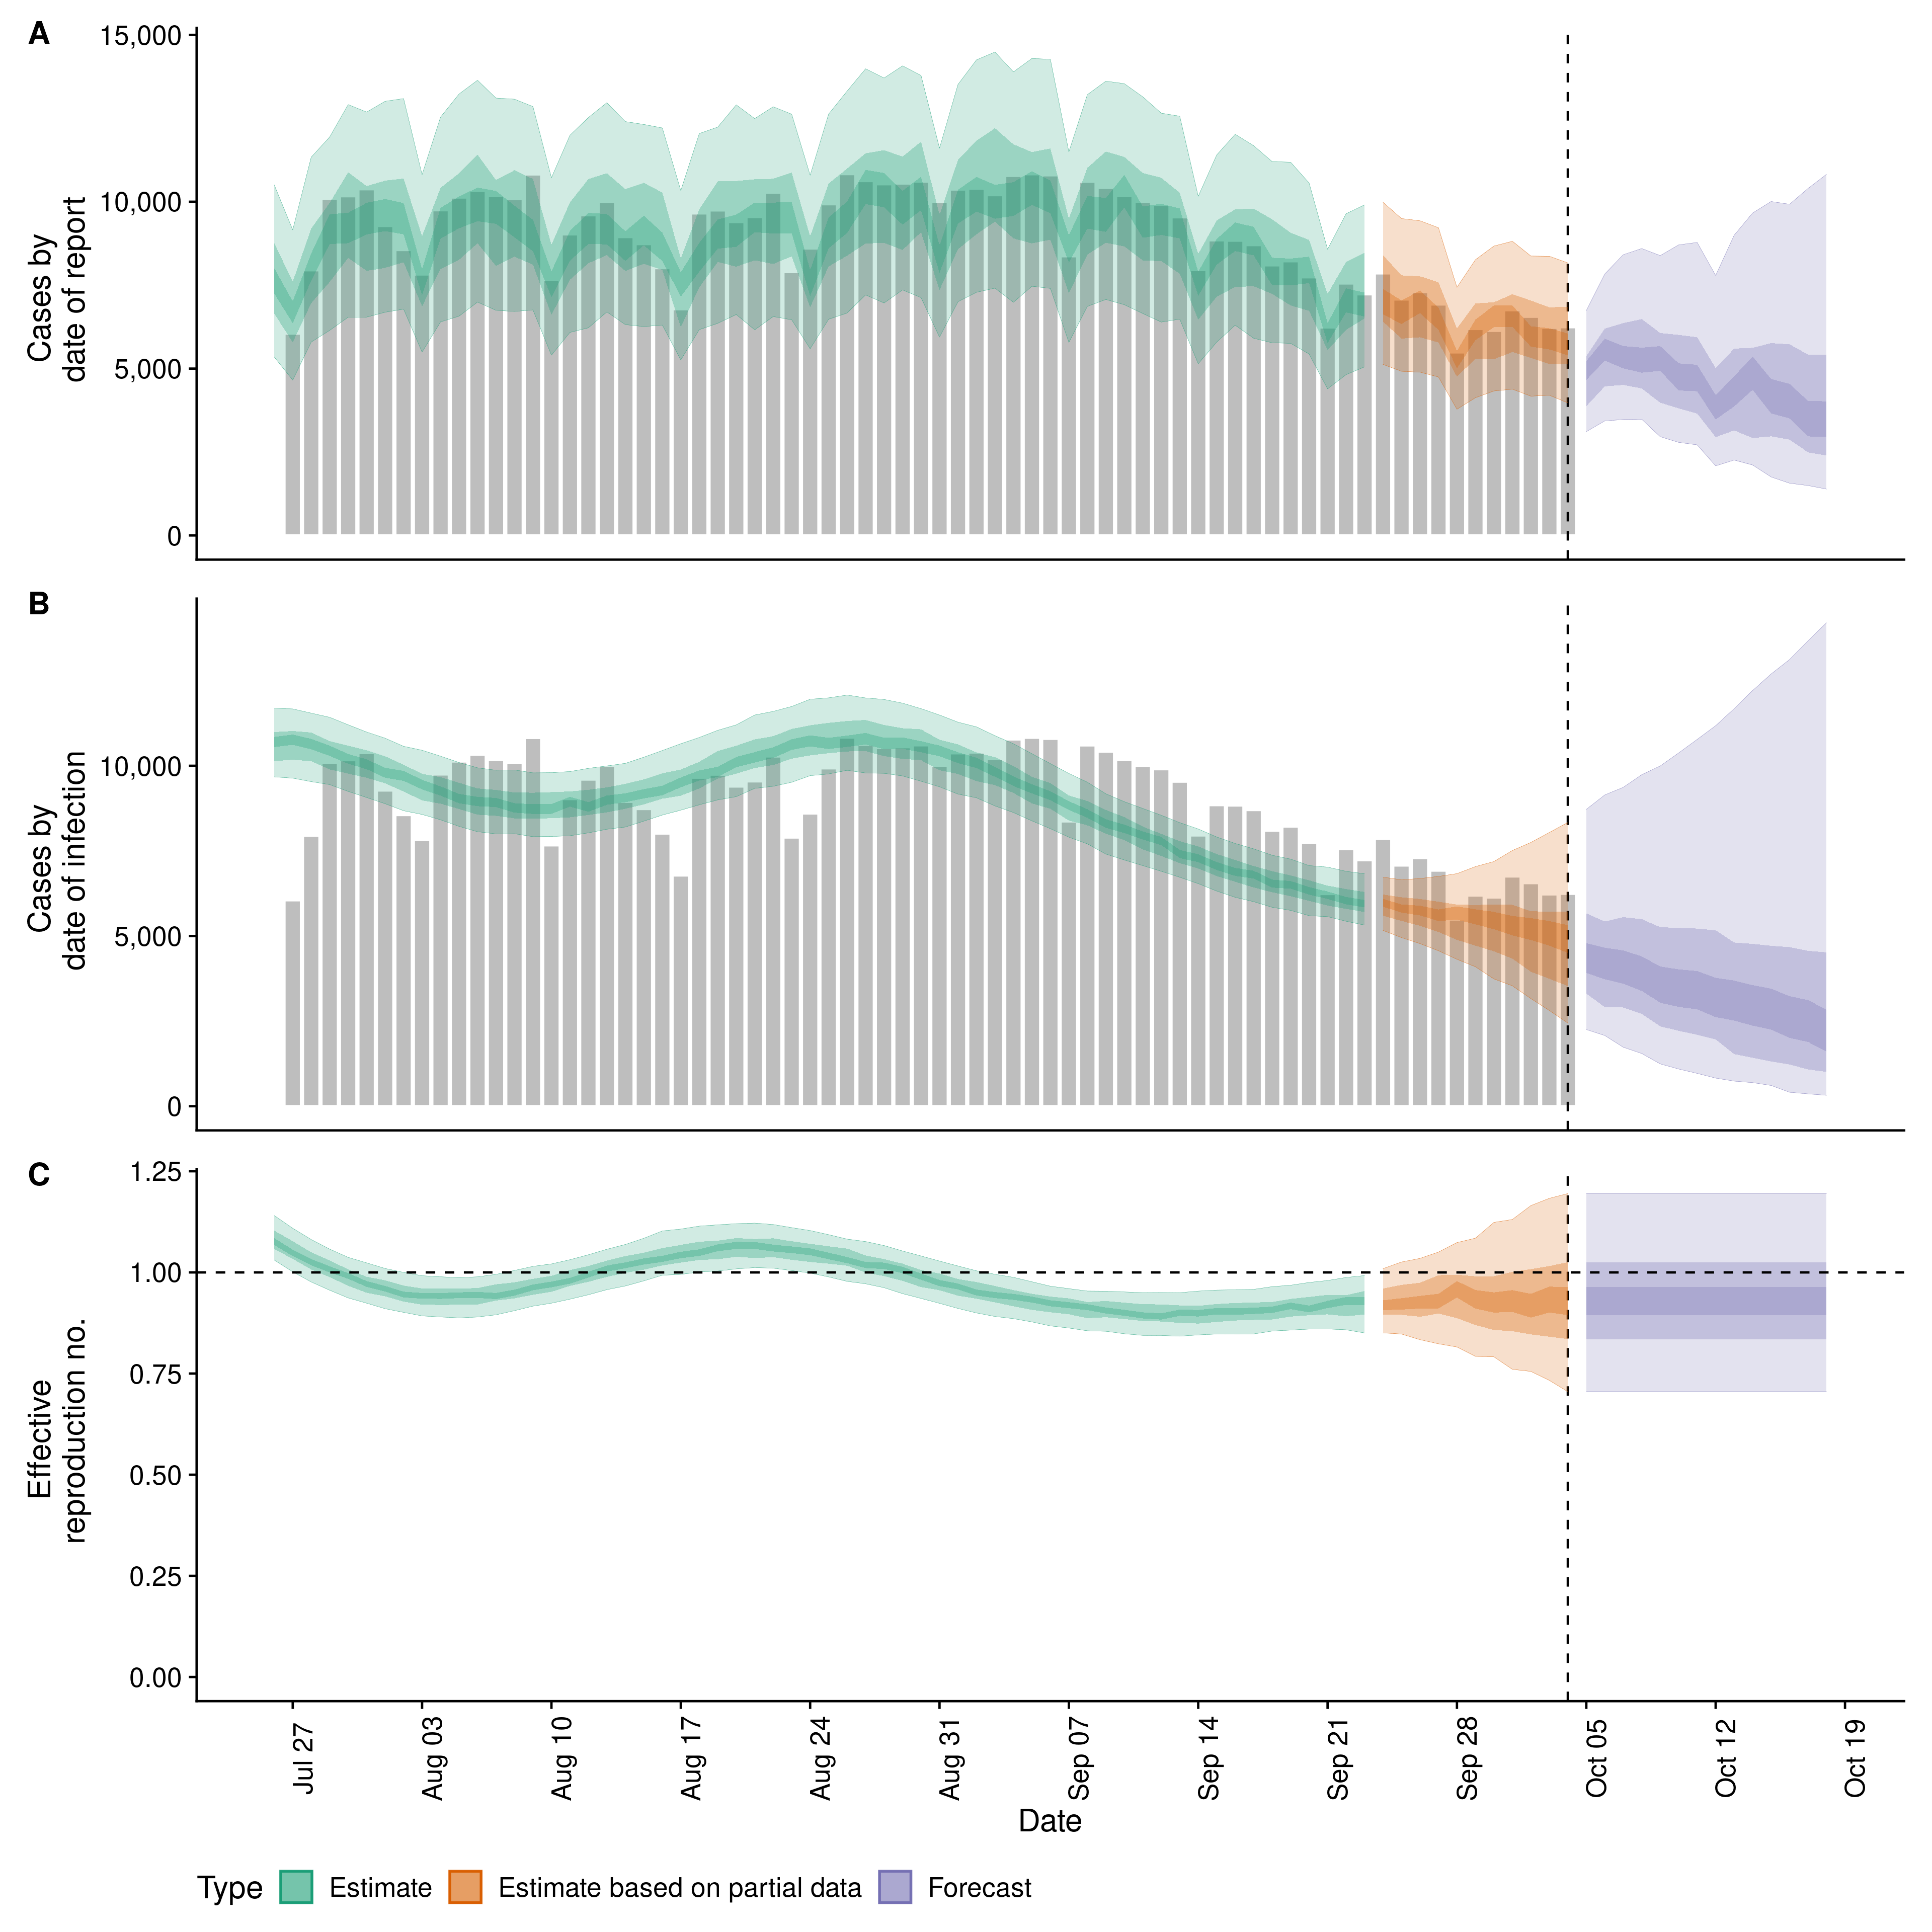 A
15,000
10,000
5,000
0
Cases by
date of report
B
10,000
5,000
0
Cases by
date of infection
C
1.25
1.00
0.75
0.50
0.25
0.00
Effective
reproduction no.
Jul 27
Aug 03
Aug 10
Aug 17
Aug 24
Aug 31
Sep 07
Sep 14
Sep 21
Sep 28
Oct 05
Oct 12
Oct 19
Date
Type Estimate Estimate based on partial data Forecast